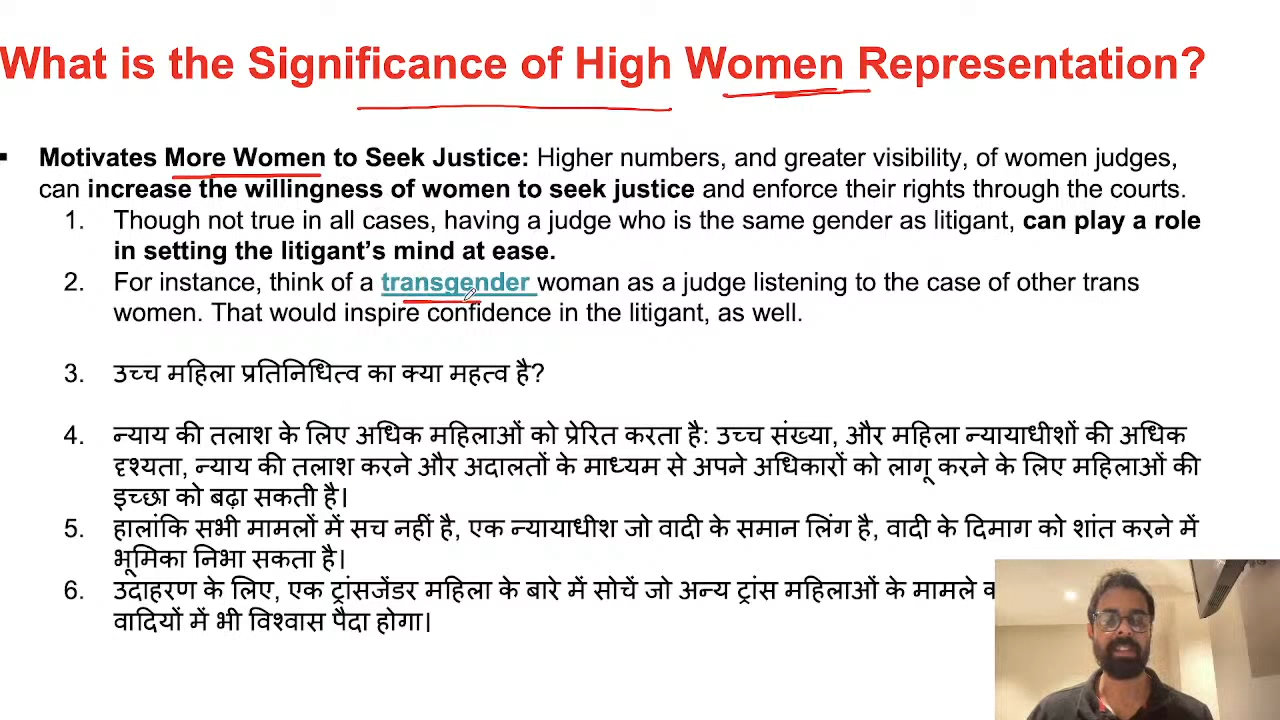 What is the Significance of High Women Representation?
▪ Motivates More Women to Seek Justice: Higher numbers, and greater visibility, of women judges,
can increase the willingness of women to seek justice and enforce their rights through the courts.
1. Though not true in all cases, having a judge who is the same gender as litigant, can play a role
in setting the litigant's mind at ease.
2. For instance, think of a transgender woman as a judge listening to the case of other trans
women. That would inspire confidence in the litigant, as well.
3. उच्च महिला प्रतिनिधित्व का क्या महत्व है?
4. न्याय की तलाश के लिए अधिक महिलाओं को प्रेरित करता है: उच्च संख्या, और महिला न्यायाधीशों की अधिक
दृश्यता, न्याय की तलाश करने और अदालतों के माध्यम से अपने अधिकारों को लागू करने के लिए महिलाओं की
इच्छा को बढ़ा सकती है।
5. हालांकि सभी मामलों में सच नहीं है, एक न्यायाधीश जो वादी के समान लिंग है, वादी के दिमाग को शांत करने में
भूमिका निभा सकता है।
6. उदाहरण के लिए, एक ट्रांसजेंडर महिला के बारे में सोचें जो अन्य ट्रांस महिलाओं के मामले
वादियों में भी विश्वास पैदा होगा।